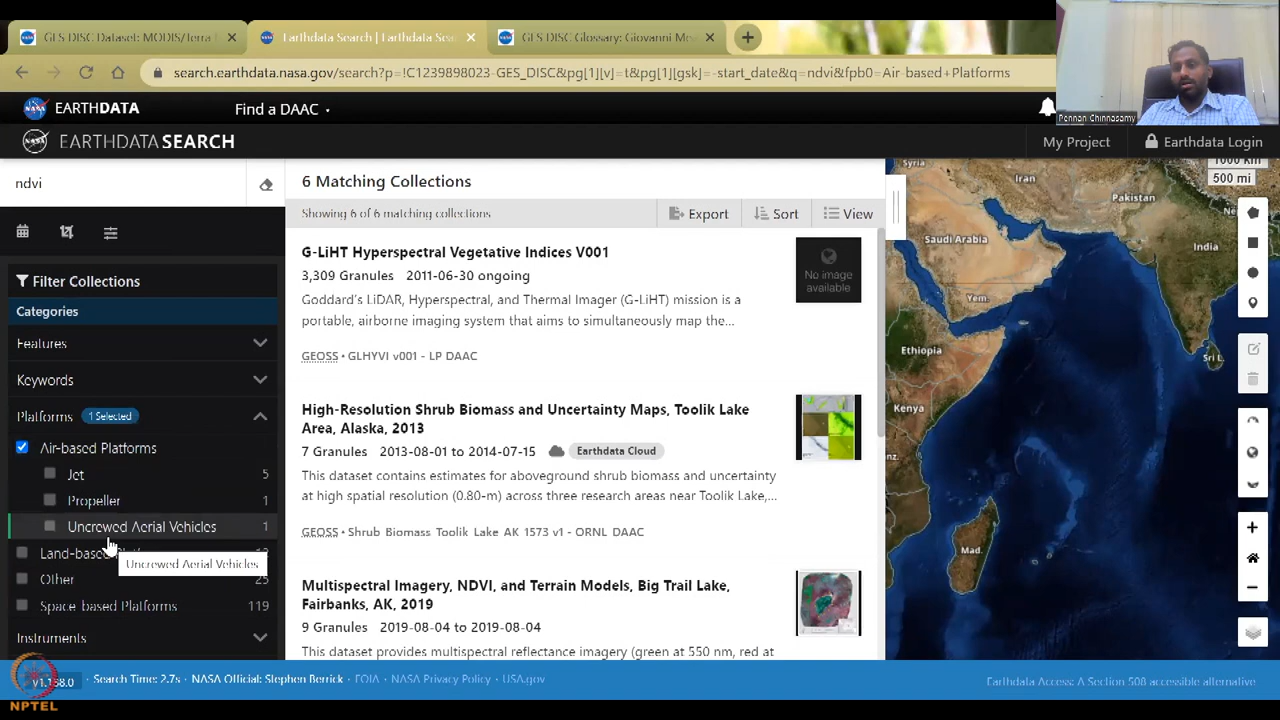 GES DISC Dataset: MODIS/Terra
Earthdata Search | Earthdata Sea
GES DISC Glossary: Giovanni Me
search.earthdata.nasa.gov/search?p=!C1239898023-GES_DISC&pg[1][v]=t&pg[1][gsk]=-start_date&q=ndvi&fpb0=Air-based+Platforms
Pennan Chinnasamy
EARTHDATA
Find a DAAC
EARTHDATA SEARCH
My Project
Earthdata Login
ndvi
6 Matching Collections
Showing 6 of 6 matching collections
Export
Sort
View
Filter Collections
Categories
Features
Keywords
Platforms
1 Selected
Air-based Platforms
Jet 5
Propeller 1
Uncrewed Aerial Vehicles 1
Land-based
Uncrewed Aerial Vehicles
Other 25
Space-based Platforms 119
Instruments
G-LiHT Hyperspectral Vegetative Indices V001
3,309 Granules 2011-06-30 ongoing
Goddard's LiDAR, Hyperspectral, and Thermal Imager (G-LiHT) mission is a
portable, airborne imaging system that aims to simultaneously map the...
GEOSS • GLHYVI v001 - LP DAAC
No image
available
High-Resolution Shrub Biomass and Uncertainty Maps, Toolik Lake
Area, Alaska, 2013
7 Granules 2013-08-01 to 2014-07-15
Earthdata Cloud
This dataset contains estimates for aboveground shrub biomass and uncertainty
at high spatial resolution (0.80-m) across three research areas near Toolik Lake,...
GEOSS • Shrub Biomass Toolik Lake AK 1573 v1 - ORNL DAAC
Multispectral Imagery, NDVI, and Terrain Models, Big Trail Lake,
Fairbanks, AK, 2019
9 Granules 2019-08-04 to 2019-08-04
This dataset provides multispectral reflectance imagery (green at 550 nm, red at
1000 km
500 mi
Syria
Iran
Pakistan
Saudi Arabia
India
Yem.
Ethiopia
Sri L.
Kenya
Mad.
Search Time: 2.7s
NASA Official: Stephen Berrick
FOIA
NASA Privacy Policy
USA.gov
Earthdata Access: A Section 508 accessible alternative
NPTEL